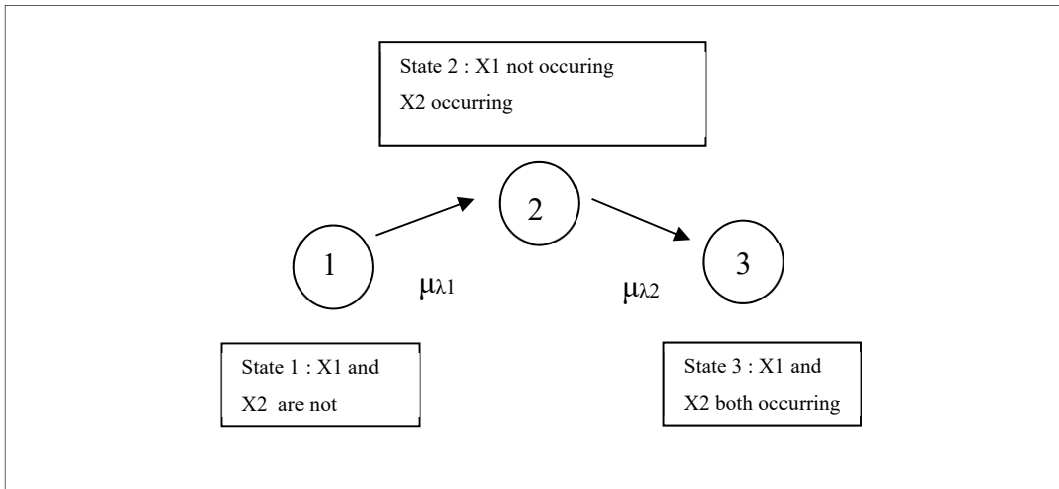 State 2 : X1 not occuring
X2 occurring
2
1
3
μλ1
μλ2
State 1 : X1 and
X2 are not
State 3 : X1 and
X2 both occurring